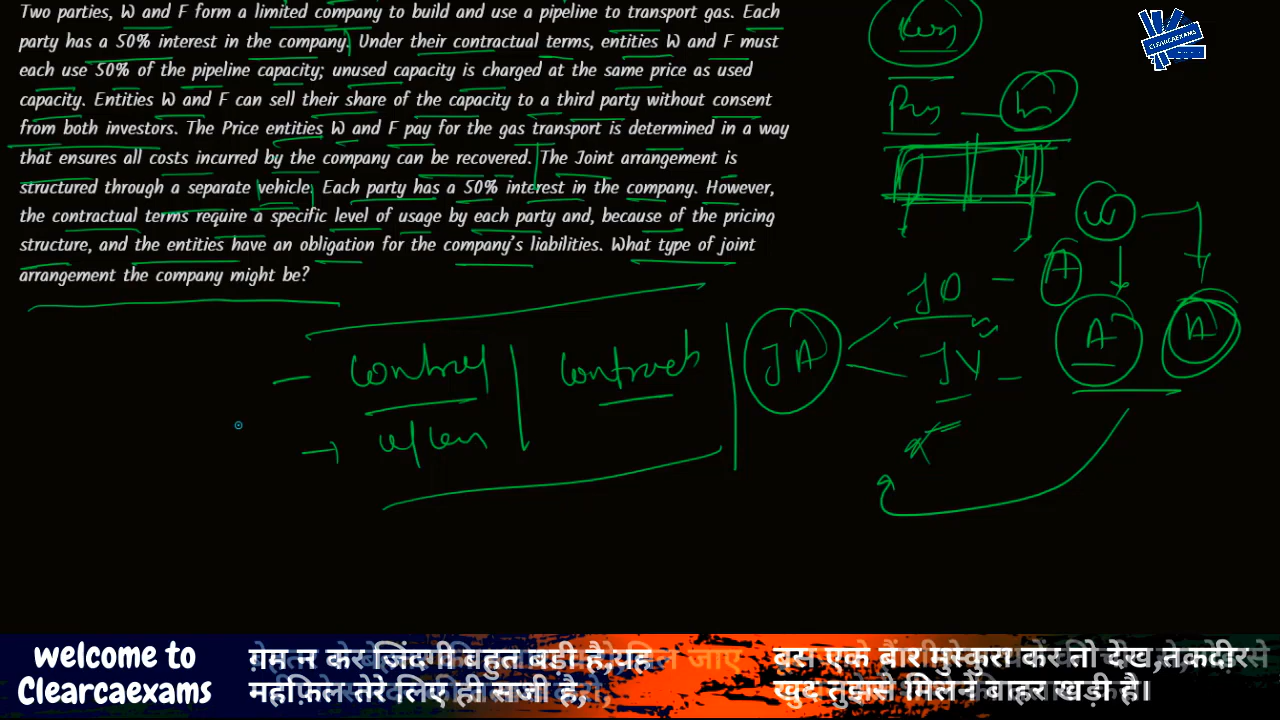 Two parties, W and F form a limited company to build and use a pipeline to transport gas. Each
party has a 50% interest in the company. Under their contractual terms, entities W and F must
each use 50% of the pipeline capacity; unused capacity is charged at the same price as used
capacity. Entities W and F can sell their share of the capacity to a third party without consent
from both investors. The Price entities W and F pay for the gas transport is determined in a way
that ensures all costs incurred by the company can be recovered. The Joint arrangement is
structured through a separate vehicle. Each party has a 50% interest in the company. However,
the contractual terms require a specific level of usage by each party and, because of the pricing
structure, and the entities have an obligation for the company's liabilities. What type of joint
arrangement the company might be?
CLEARCAEXAMS
W
JO
A
control
contract
JA
JV
A
A
welcome to
Clearcaexams
ग़म न कर ज़िंदगी बहुत बडी है,यह
महफ़िल तेरे लिए ही सजी है,
बस एक बार मुस्कुरा कर तो देख,तकदीर
खुद तुझसे मिलने बाहर खड़ी है।